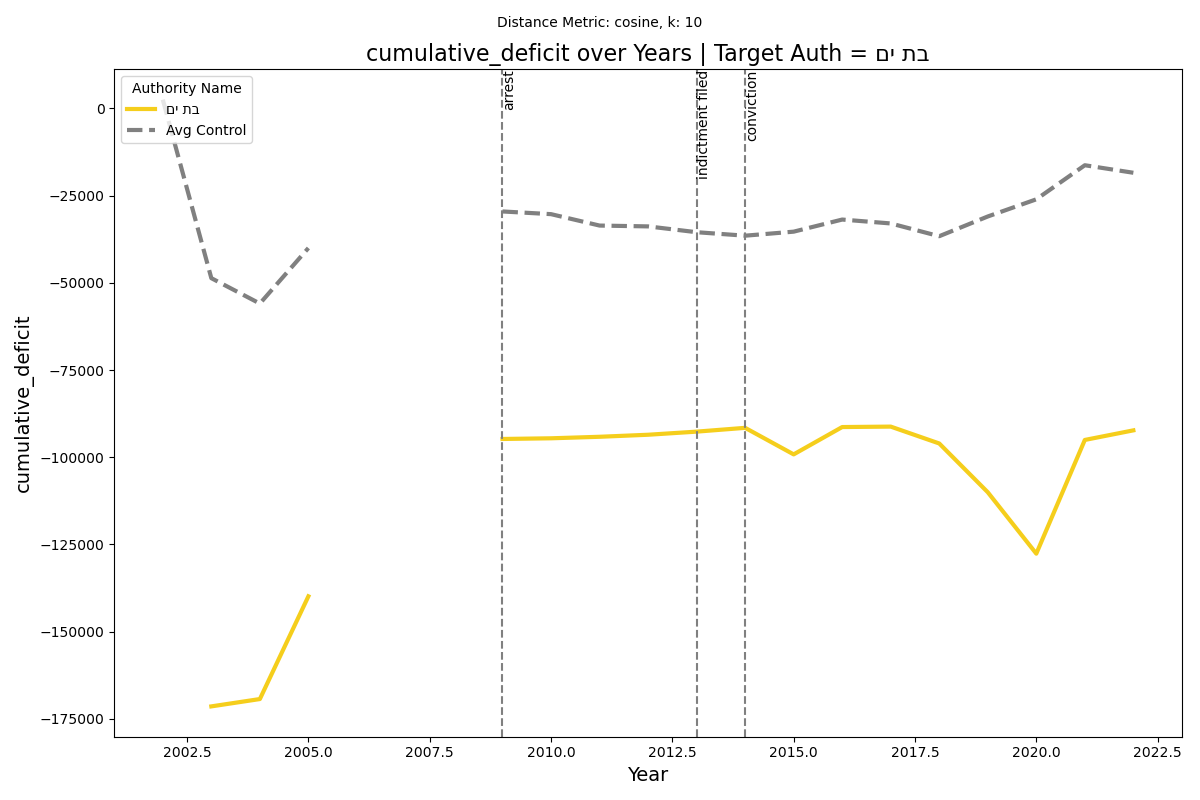 Distance Metric: cosine, k: 10
cumulative_deficit over Years | Target Auth = בת ים
Authority Name
בת ים
Avg Control
arrest
indictment filed
conviction
0
−25000
−50000
−75000
−100000
−125000
−150000
−175000
cumulative_deficit
2002.5 2005.0 2007.5 2010.0 2012.5 2015.0 2017.5 2020.0 2022.5
Year